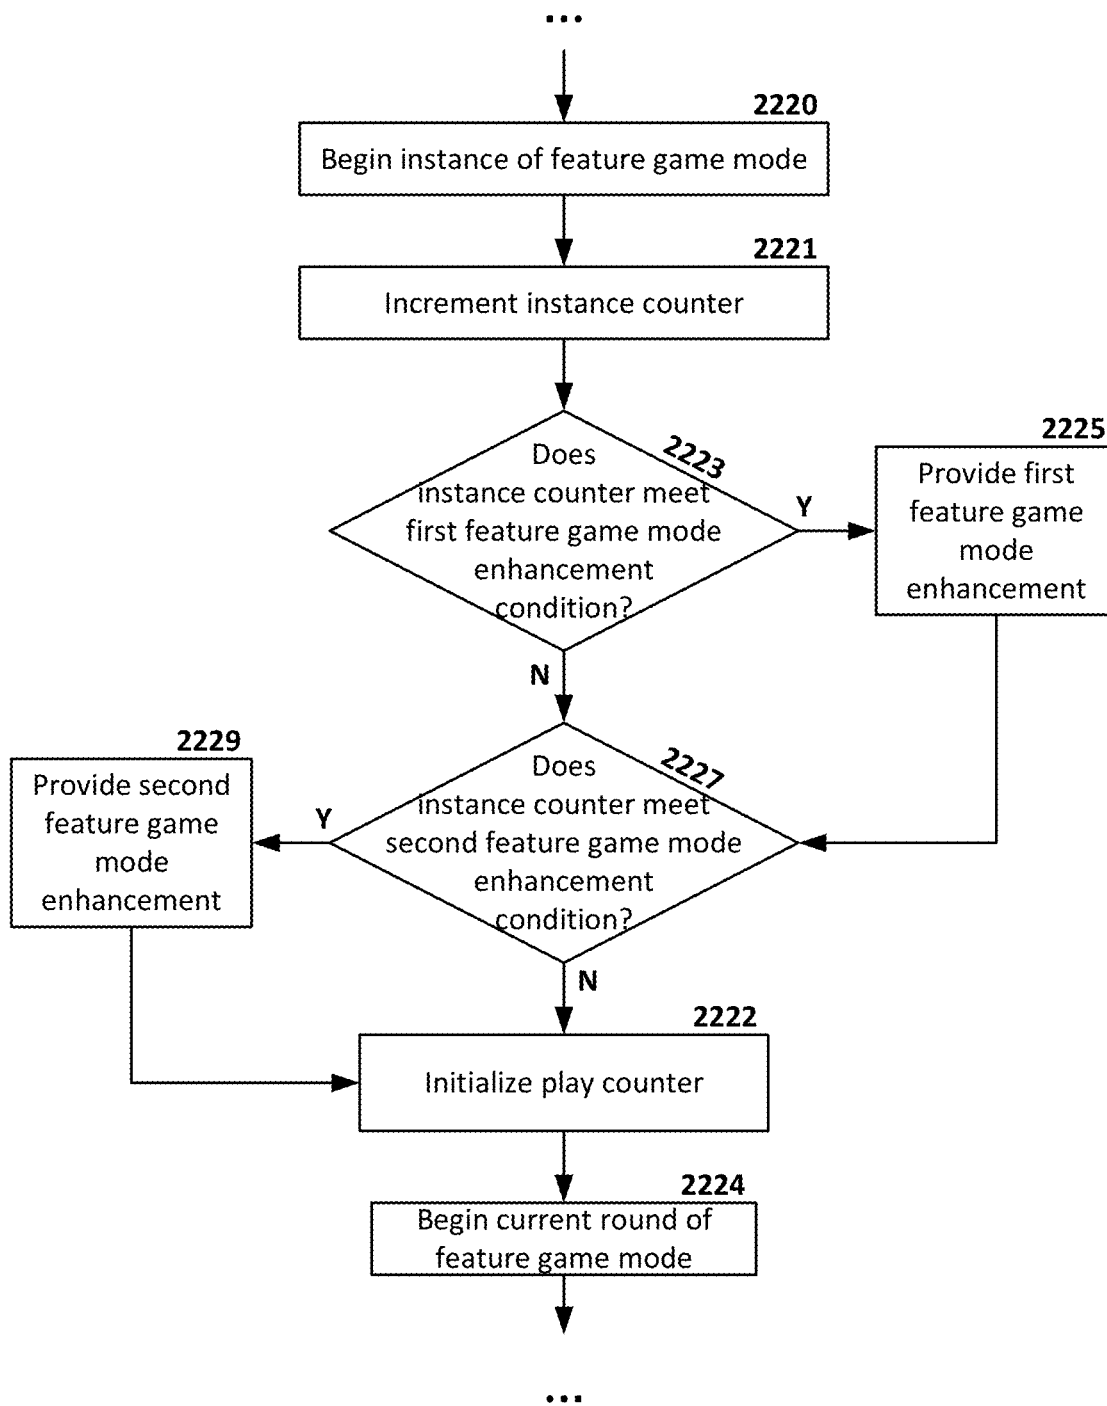 ...
2220
Begin instance of feature game mode
2221
Increment instance counter
2223
Does
instance counter meet
first feature game mode
enhancement
condition?
Y
2225
Provide first
feature game
mode
enhancement
N
2229
Provide second
feature game
mode
enhancement
Y
2227
Does
instance counter meet
second feature game mode
enhancement
condition?
N
2222
Initialize play counter
2224
Begin current round of
feature game mode
...